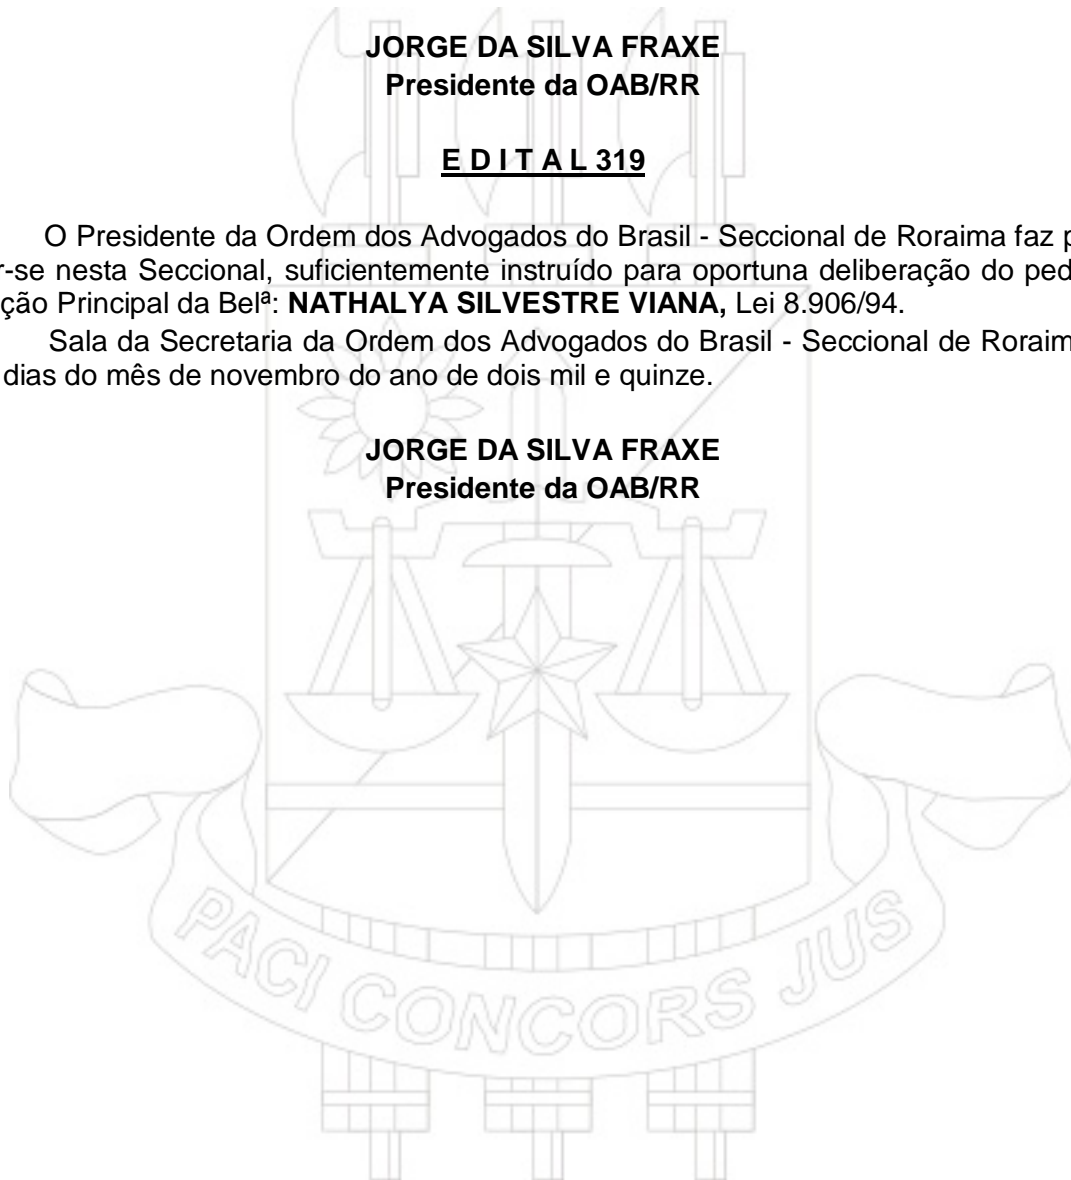 JORGE DA SILVA FRAXE
Presidente da OAB/RR
E D I T A L 319
O Presidente da Ordem dos Advogados do Brasil - Seccional de Roraima faz p
r-se nesta Seccional, suficientemente instruído para oportuna deliberação do ped
ção Principal da Belª: NATHALYA SILVESTRE VIANA, Lei 8.906/94.
Sala da Secretaria da Ordem dos Advogados do Brasil - Seccional de Roraim
dias do mês de novembro do ano de dois mil e quinze.
JORGE DA SILVA FRAXE
Presidente da OAB/RR
PACI CONCORS JUS